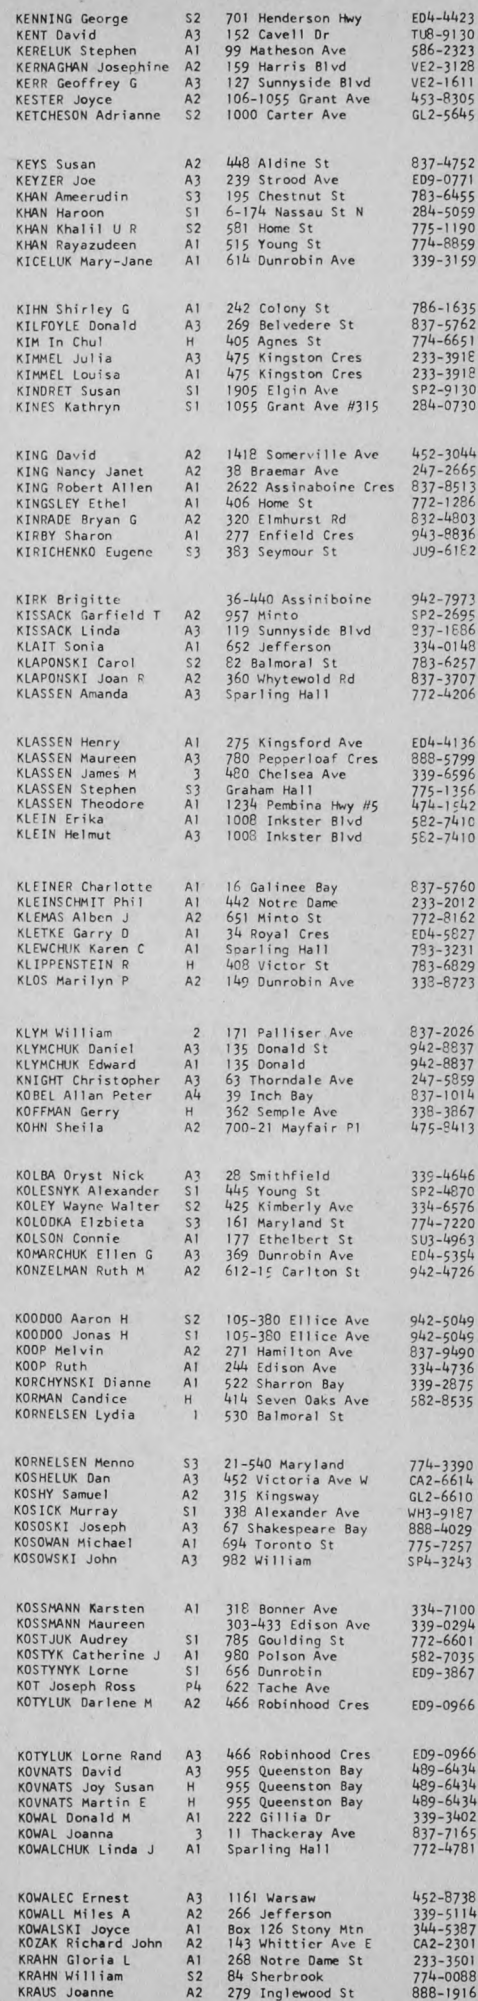 KENNING George S2 701 Henderson Hwy ED4-4423
KENT David A3 152 Cavell Dr TU8-9130
KERELUK Stephen A1 99 Matheson Ave 586-2323
KERNAGHAN Josephine A2 159 Harris Blvd VE2-3128
KERR Geoffrey G A3 127 Sunnyside Blvd VE2-1611
KESTER Joyce A2 106-1055 Grant Ave 453-8305
KETCHESON Adrianne S2 1000 Carter Ave GL2-5645
KEYS Susan A2 448 Aldine St 837-4752
KEYZER Joe A3 239 Strood Ave ED9-0771
KHAN Ameerudin S3 195 Chestnut St 783-6455
KHAN Haroon S1 6-174 Nassau St N 284-5059
KHAN Khalil U R S2 581 Home St 775-1190
KHAN Rayazudeen A1 515 Young St 774-8859
KICELUK Mary-Jane A1 614 Dunrobin Ave 339-3159
KIHN Shirley G A1 242 Colony St 786-1635
KILFOYLE Donald A3 269 Belvedere St 837-5762
KIM In Chul H 405 Agnes St 774-6651
KIMMEL Julia A3 475 Kingston Cres 233-3918
KIMMEL Louisa A1 475 Kingston Cres 233-3918
KINDRET Susan S1 1905 Elgin Ave SP2-9130
KINES Kathryn S1 1055 Grant Ave #315 284-0730
KING David A2 1418 Somerville Ave 452-3044
KING Nancy Janet A2 38 Braemar Ave 247-2665
KING Robert Allen A1 2622 Assinaboine Cres 837-8513
KINGSLEY Ethel A1 406 Home St 772-1286
KINRADE Bryan G A2 320 Elmhurst Rd 832-4803
KIRBY Sharon A1 277 Enfield Cres 943-8836
KIRICHENKO Eugene S3 383 Seymour St JU9-6182
KIRK Brigitte 36-440 Assiniboine 942-7973
KISSACK Garfield T A2 957 Minto SP2-2695
KISSACK Linda A3 119 Sunnyside Blvd 837-1886
KLAIT Sonia A1 652 Jefferson 334-0148
KLAPONSKI Carol S2 82 Balmoral St 783-6257
KLAPONSKI Joan R A2 360 Whytewold Rd 837-3707
KLASSEN Amanda A3 Sparling Hall 772-4206
KLASSEN Henry A1 275 Kingsford Ave ED4-4136
KLASSEN Maureen A3 780 Pepperloaf Cres 888-5799
KLASSEN James M 3 480 Chelsea Ave 339-6596
KLASSEN Stephen S3 Graham Hall 775-1356
KLASSEN Theodore A1 1234 Pembina Hwy #5
KLEIN Erika A1 1008 Inkster Blvd 582-7410
KLEIN Helmut A3 1008 Inkster Blvd 582-7410
KLEINER Charlotte A1 16 Galinee Bay 837-5760
KLEINSCHMIT Phil A1 442 Notre Dame 233-2012
KLEMAS Alben J A2 651 Minto St 772-8162
KLETKE Garry D A1 34 Royal Cres ED4-5827
KLEWCHUK Karen C A1 Sparling Hall 783-3231
KLIPPENSTEIN R H 408 Victor St 783-6829
KLOS Marilyn P A2 149 Dunrobin Ave 338-8723
KLYM William 2 171 Palliser Ave 837-2026
KLYMCHUK Daniel A3 135 Donald St 942-8837
KLYMCHUK Edward A1 135 Donald 942-8837
KNIGHT Christopher A3 63 Thorndale Ave 247-5859
KOBEL Allan Peter A4 39 Inch Bay 837-1014
KOFFMAN Gerry H 362 Semple Ave 338-3867
KOHN Sheila A2 700-21 Mayfair Pl 475-8413
KOLBA Oryst Nick A3 28 Smithfield 339-4646
KOLESNYK Alexander S1 445 Young St SP2-4870
KOLEY Wayne Walter S2 425 Kimberly Ave 334-6576
KOLODKA Elzbieta S3 161 Maryland St 774-7220
KOLSON Connie A1 177 Ethelbert St SU3-4963
KOMARCHUK Ellen G A3 369 Dunrobin Ave ED4-5354
KONZELMAN Ruth M A2 612-15 Carlton St 942-4726
KOODOO Aaron H S2 105-380 Ellice Ave 942-5049
KOODOO Jonas H S1 105-380 Ellice Ave 942-5049
KOOP Melvin A2 271 Hamilton Ave 837-9490
KOOP Ruth A1 244 Edison Ave 334-4736
KORCHYNSKI Dianne A1 522 Sharron Bay 339-2875
KORMAN Candice H 414 Seven Oaks Ave 582-8535
KORNELSEN Lydia 1 530 Balmoral St
KORNELSEN Menno S3 21-540 Maryland 774-3390
KOSHELUK Dan A3 452 Victoria Ave W CA2-6614
KOSHY Samuel A2 315 Kingsway GL2-6610
KOSICK Murray S1 338 Alexander Ave WH3-9187
KOSOSKI Joseph A3 67 Shakespeare Bay 888-4029
KOSOWAN Michael A1 694 Toronto St 775-7257
KOSOWSKI John A3 982 William SP4-3243
KOSSMANN Karsten A1 318 Bonner Ave 334-7100
KOSSMANN Maureen 303-433 Edison Ave 339-0294
KOSTJUK Audrey S1 785 Goulding St 772-6601
KOSTYK Catherine J A1 980 Polson Ave 582-7035
KOSTYNYK Lorne S1 656 Dunrobin ED9-3867
KOT Joseph Ross P4 622 Tache Ave
KOTYLUK Darlene M A2 466 Robinhood Cres ED9-0966
KOTYLUK Lorne Rand A3 466 Robinhood Cres ED9-0966
KOVNATS David A3 955 Queenston Bay 489-6434
KOVNATS Joy Susan H 955 Queenston Bay 489-6434
KOVNATS Martin E H 955 Queenston Bay 489-6434
KOWAL Donald M A1 222 Gillia Dr 339-3402
KOWAL Joanna 3 11 Thackeray Ave 837-7165
KOWALCHUK Linda J A1 Sparling Hall 772-4781
KOWALEC Ernest A3 1161 Warsaw 452-8738
KOWALL Miles A A2 266 Jefferson 339-5114
KOWALSKI Joyce A1 Box 126 Stony Mtn 344-5387
KOZAK Richard John A2 143 Whittier Ave E CA2-2301
KRAHN Gloria L A1 268 Notre Dame St 233-3501
KRAHN William S2 84 Sherbrook 774-0088
KRAUS Joanne A2 279 Inglewood St 888-1916